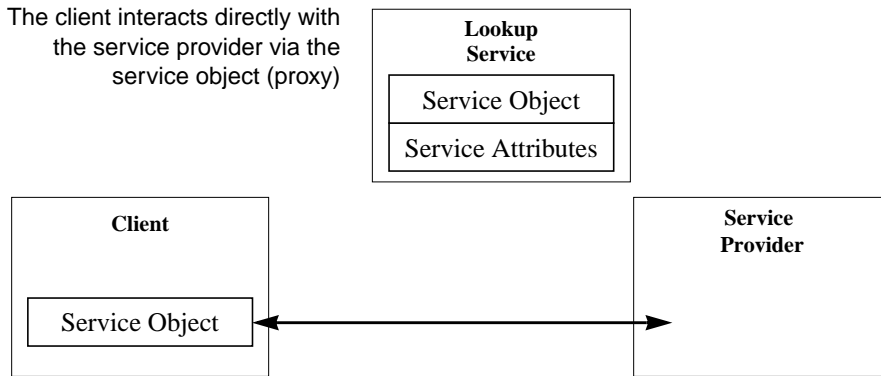 The client interacts directly with
the service provider via the
service object (proxy)
Lookup
Service
Service Object
Service Attributes
Client
Service Object
Service
Provider